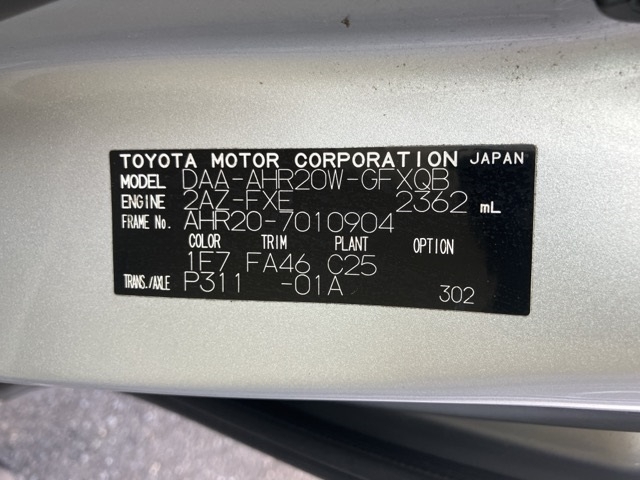 TOYOTA MOTOR CORPORATION JAPAN
MODEL DAA-AHR20W-GFXQB
ENGINE 2AZ-FXE 2362 mL
FRAME No. AHR20-7010904
COLOR TRIM PLANT OPTION
1F7 FA46 C25
TRANS./AXLE P311 -01A 302